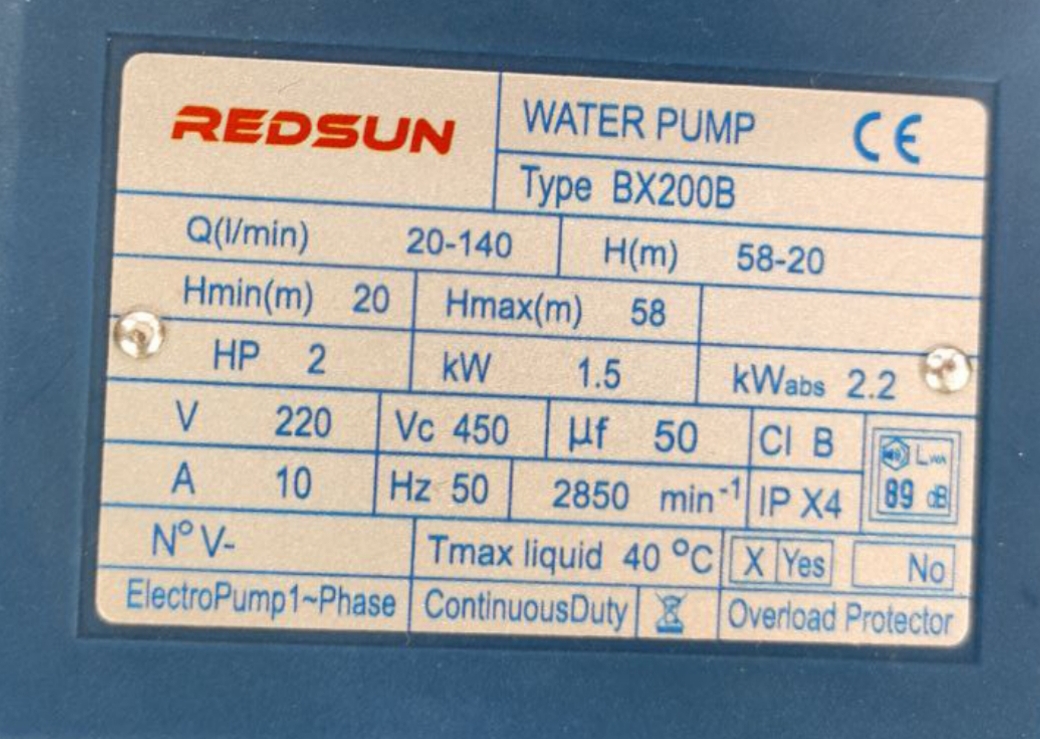 REDSUN
WATER PUMP CE
Type BX200B
Q(l/min) 20-140 H(m) 58-20
Hmin(m) 20 Hmax(m) 58
HP 2 kW 1.5 kWabs 2.2
V 220 Vc 450 µf 50 Cl B
LWA
A 10 Hz 50 2850 min⁻¹ IP X4 89 dB
Nº V- Tmax liquid 40 ºC X Yes No
ElectroPump1~Phase ContinuousDuty Overload Protector